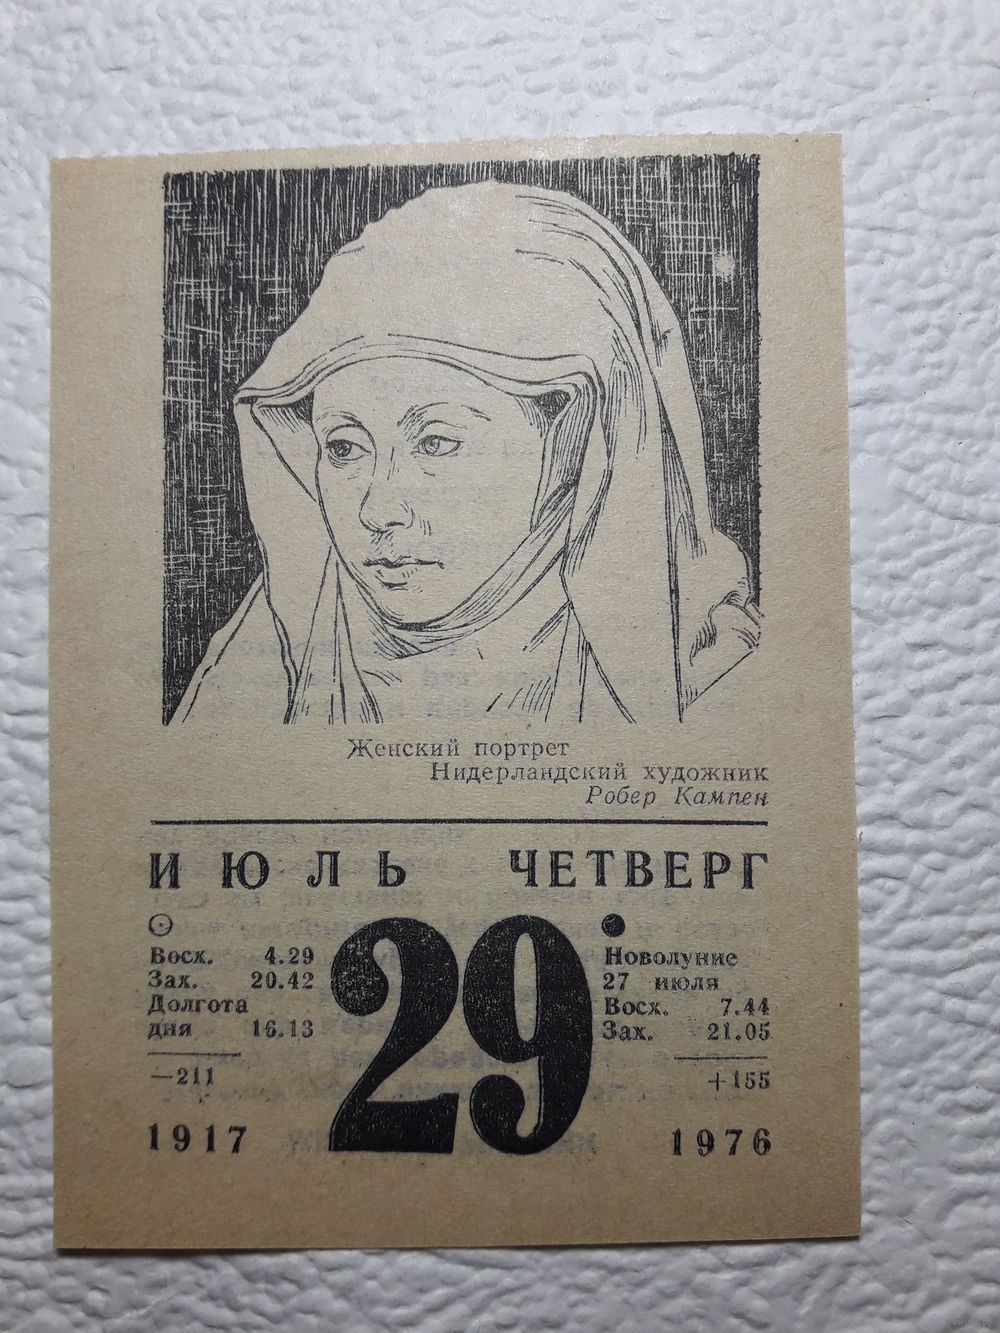 Женский портрет
Нидерландский художник
Робер Кампен
ИЮЛЬ ЧЕТВЕРГ
29
Восх. 4.29
Зах. 20.42
Долгота
дня 16.13
—211
1917
Новолуние
27 июля
Восх. 7.44
Зах. 21.05
+155
1976